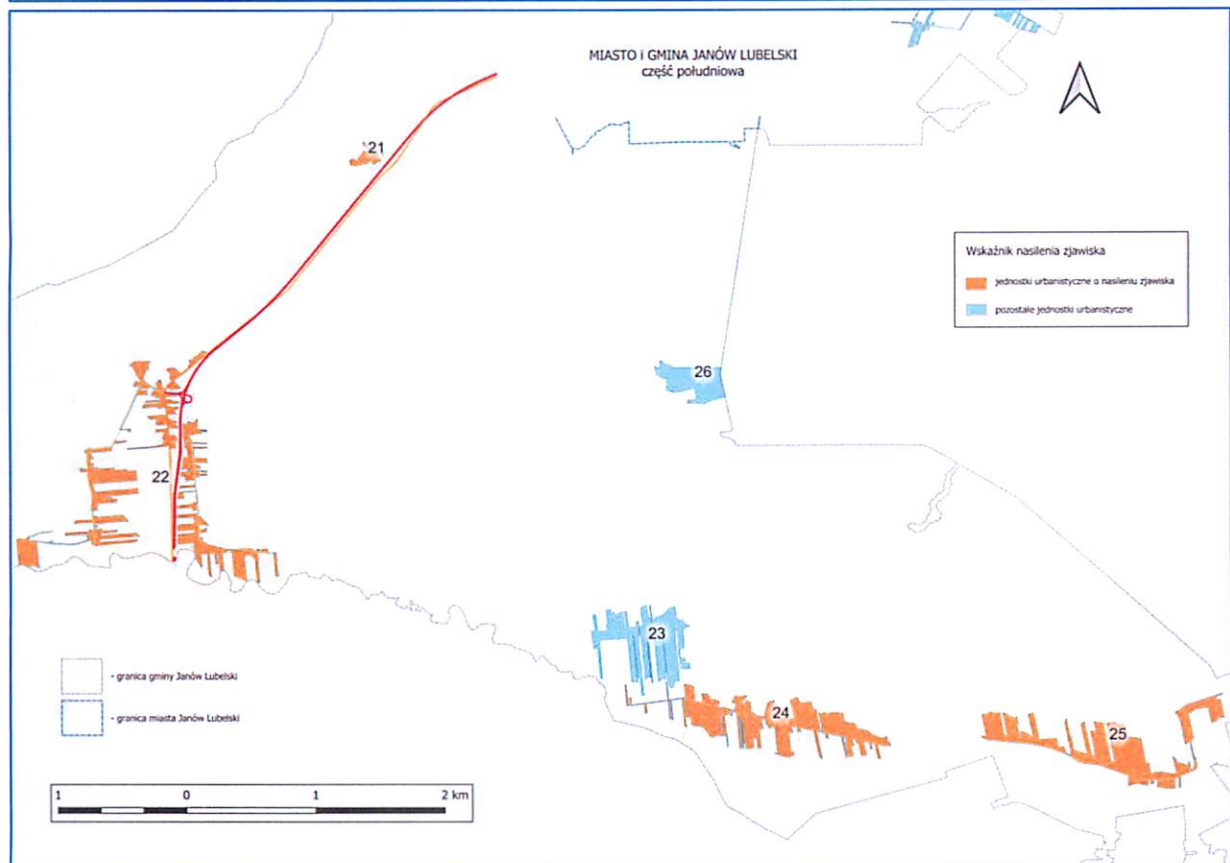 MIASTO i GMINA JANÓW LUBELSKI
część południowa
21
Wskaźnik nasilenia zjawiska
jednostki urbanistyczne o nasileniu zjawiska
pozostałe jednostki urbanistyczne
26
22
23
24
25
- granica gminy Janów Lubelski
- granica miasta Janów Lubelski
1 0 1 2 km